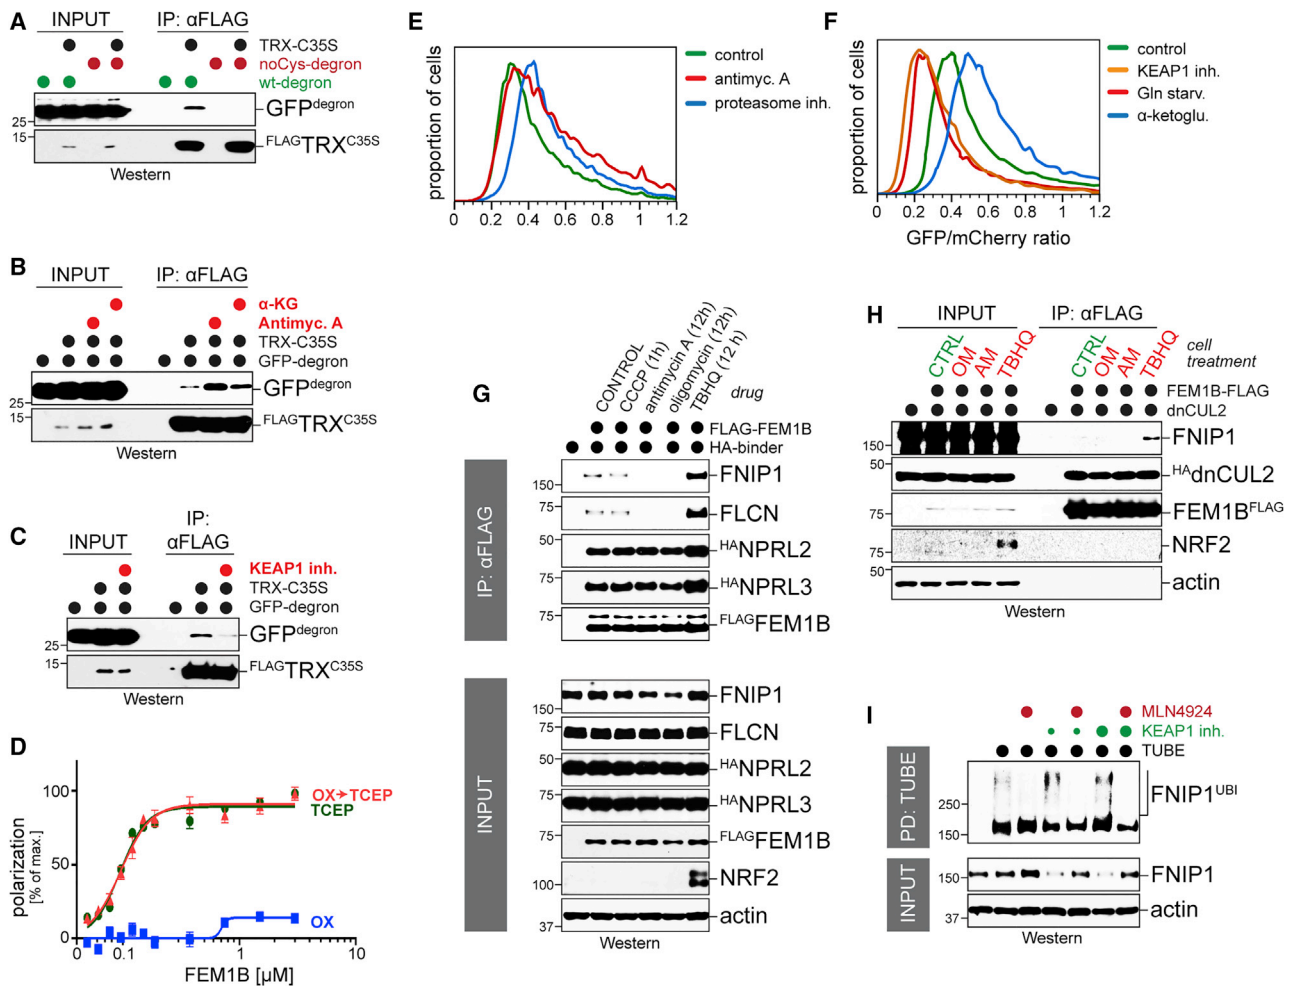 A
INPUT IP: αFLAG
TRX-C35S
noCys-degron
wt-degron
GFPdegron
25
15
FLAGTRXC35S
Western
B
INPUT IP: αFLAG
α-KG
Antimyc. A
TRX-C35S
GFP-degron
GFPdegron
25
15
FLAGTRXC35S
Western
C
INPUT IP: αFLAG
KEAP1 inh.
TRX-C35S
GFP-degron
GFPdegron
25
15
FLAGTRXC35S
Western
D
polarization
[% of max.]
100
50
0
OX→TCEP
TCEP
OX
0 0.1 1 10
FEM1B [µM]
E
proportion of cells
control
antimyc. A
proteasome inh.
0 0.2 0.4 0.6 0.8 1 1.2
F
proportion of cells
control
KEAP1 inh.
Gln starv.
α-ketoglu.
0 0.2 0.4 0.6 0.8 1 1.2
GFP/mCherry ratio
G
CONTROL
CCCP (1h)
antimycin A (12h)
oligomycin (12h)
TBHQ (12 h)
drug
FLAG-FEM1B
HA-binder
IP: αFLAG
150
FNIP1
75
FLCN
50
HANPRL2
75
HANPRL3
75
FLAGFEM1B
INPUT
150
FNIP1
75
FLCN
50
HANPRL2
75
HANPRL3
75
FLAGFEM1B
100
NRF2
37
actin
Western
H
INPUT IP: αFLAG
CTRL OM AM TBHQ CTRL OM AM TBHQ
cell
treatment
FEM1B-FLAG
dnCUL2
150
FNIP1
50
HAdnCUL2
75
FEM1BFLAG
75
NRF2
50
actin
Western
I
MLN4924
KEAP1 inh.
TUBE
PD: TUBE
250
150
FNIP1UBI
INPUT
150
FNIP1
37
actin
Western